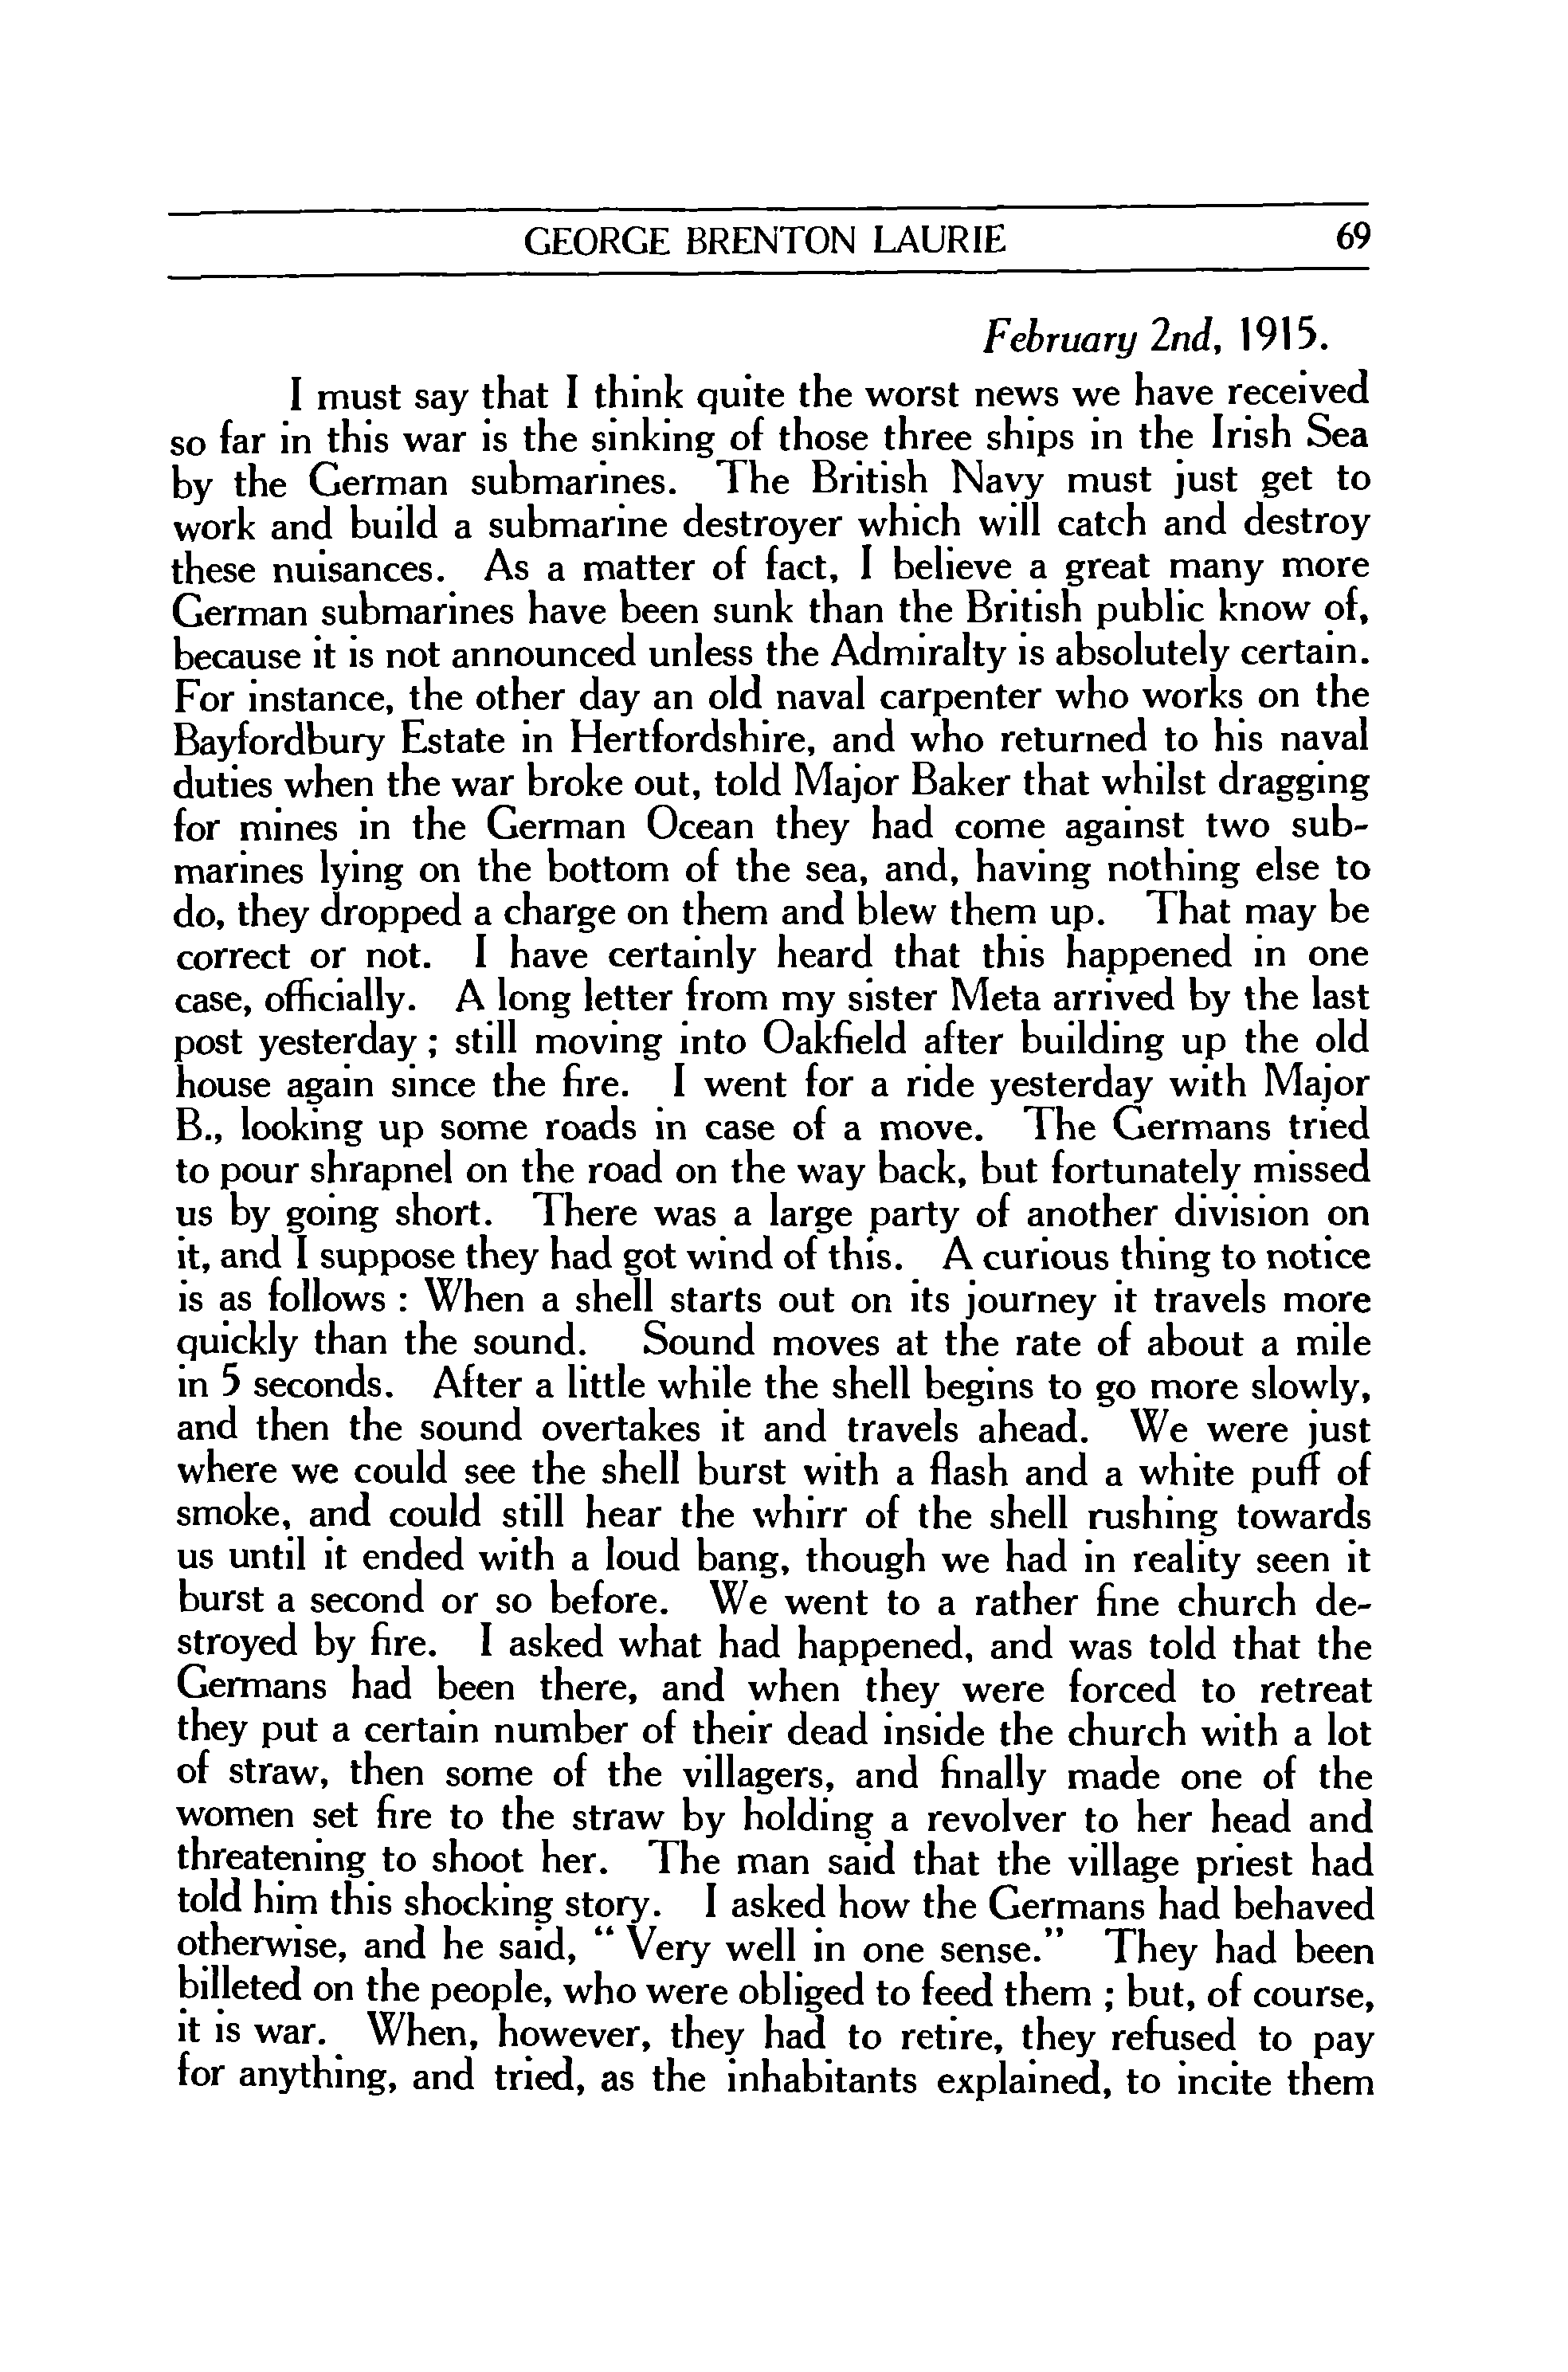 GEORGE BRENTON LAURIE 69
February 2nd, 1915.
I must say that I think quite the worst news we have received
so far in this war is the sinking of those three ships in the Irish Sea
by the German submarines. The British Navy must just get to
work and build a submarine destroyer which will catch and destroy
these nuisances. As a matter of fact, I believe a great many more
German submarines have been sunk than the British public know of,
because it is not announced unless the Admiralty is absolutely certain.
For instance, the other day an old naval carpenter who works on the
Bayfordbury Estate in Hertfordshire, and who returned to his naval
duties when the war broke out, told Major Baker that whilst dragging
for mines in the German Ocean they had come against two sub-
marines lying on the bottom of the sea, and, having nothing else to
do, they dropped a charge on them and blew them up. That may be
correct or not. I have certainly heard that this happened in one
case, officially. A long letter from my sister Meta arrived by the last
post yesterday ; still moving into Oakfield after building up the old
house again since the fire. I went for a ride yesterday with Major
B., looking up some roads in case of a move. The Germans tried
to pour shrapnel on the road on the way back, but fortunately missed
us by going short. There was a large party of another division on
it, and I suppose they had got wind of this. A curious thing to notice
is as follows : When a shell starts out on its journey it travels more
quickly than the sound. Sound moves at the rate of about a mile
in 5 seconds. After a little while the shell begins to go more slowly,
and then the sound overtakes it and travels ahead. We were just
where we could see the shell burst with a flash and a white puff of
smoke, and could still hear the whirr of the shell rushing towards
us until it ended with a loud bang, though we had in reality seen it
burst a second or so before. We went to a rather fine church de-
stroyed by fire. I asked what had happened, and was told that the
Germans had been there, and when they were forced to retreat
they put a certain number of their dead inside the church with a lot
of straw, then some of the villagers, and finally made one of the
women set fire to the straw by holding a revolver to her head and
threatening to shoot her. The man said that the village priest had
told him this shocking story. I asked how the Germans had behaved
otherwise, and he said, “ Very well in one sense.” They had been
billeted on the people, who were obliged to feed them ; but, of course,
it is war. When, however, they had to retire, they refused to pay
for anything, and tried, as the inhabitants explained, to incite them